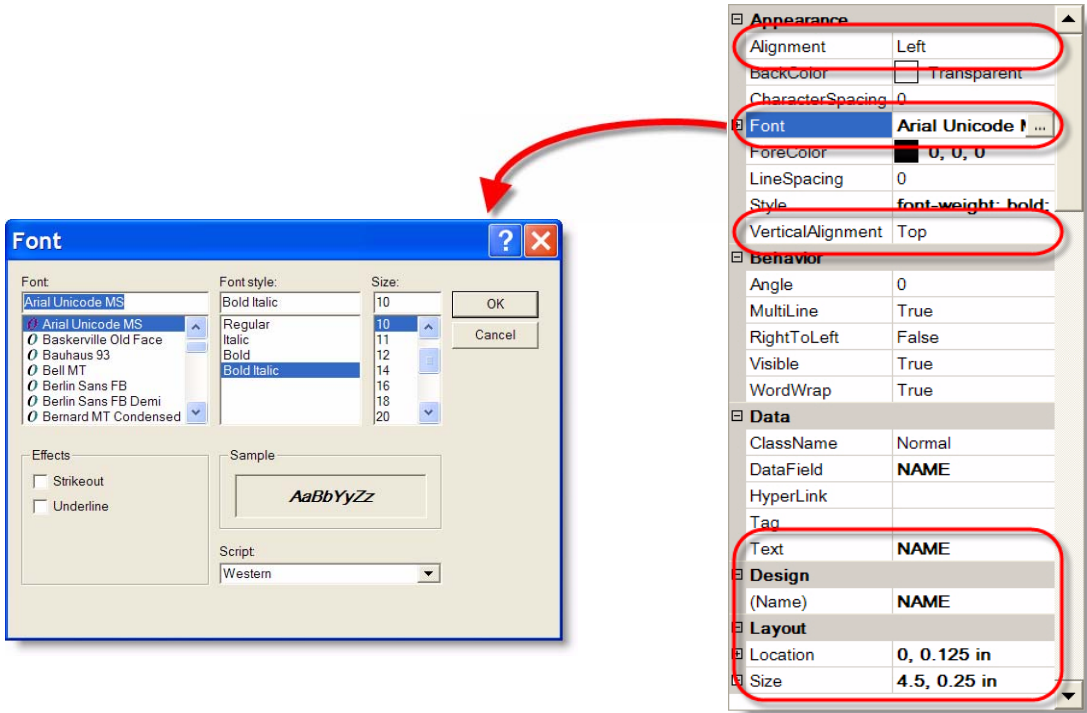 Font
?
Font:
Arial Unicode MS
Arial Unicode MS
Baskerville Old Face
Bauhaus 93
Bell MT
Berlin Sans FB
Berlin Sans FB Demi
Bernard MT Condensed
Font style:
Bold Italic
Regular
Italic
Bold
Bold Italic
Size:
10
10
11
12
14
16
18
20
OK
Cancel
Effects
Strikeout
Underline
Sample
AaBbYyZz
Script:
Western
Appearance
Alignment Left
BackColor Transparent
CharacterSpacing 0
Font Arial Unicode M ...
ForeColor 0, 0, 0
LineSpacing 0
Style font-weight: bold;
VerticalAlignment Top
Behavior
Angle 0
MultiLine True
RightToLeft False
Visible True
WordWrap True
Data
ClassName Normal
DataField NAME
HyperLink
Tag
Text NAME
Design
(Name) NAME
Layout
Location 0, 0.125 in
Size 4.5, 0.25 in